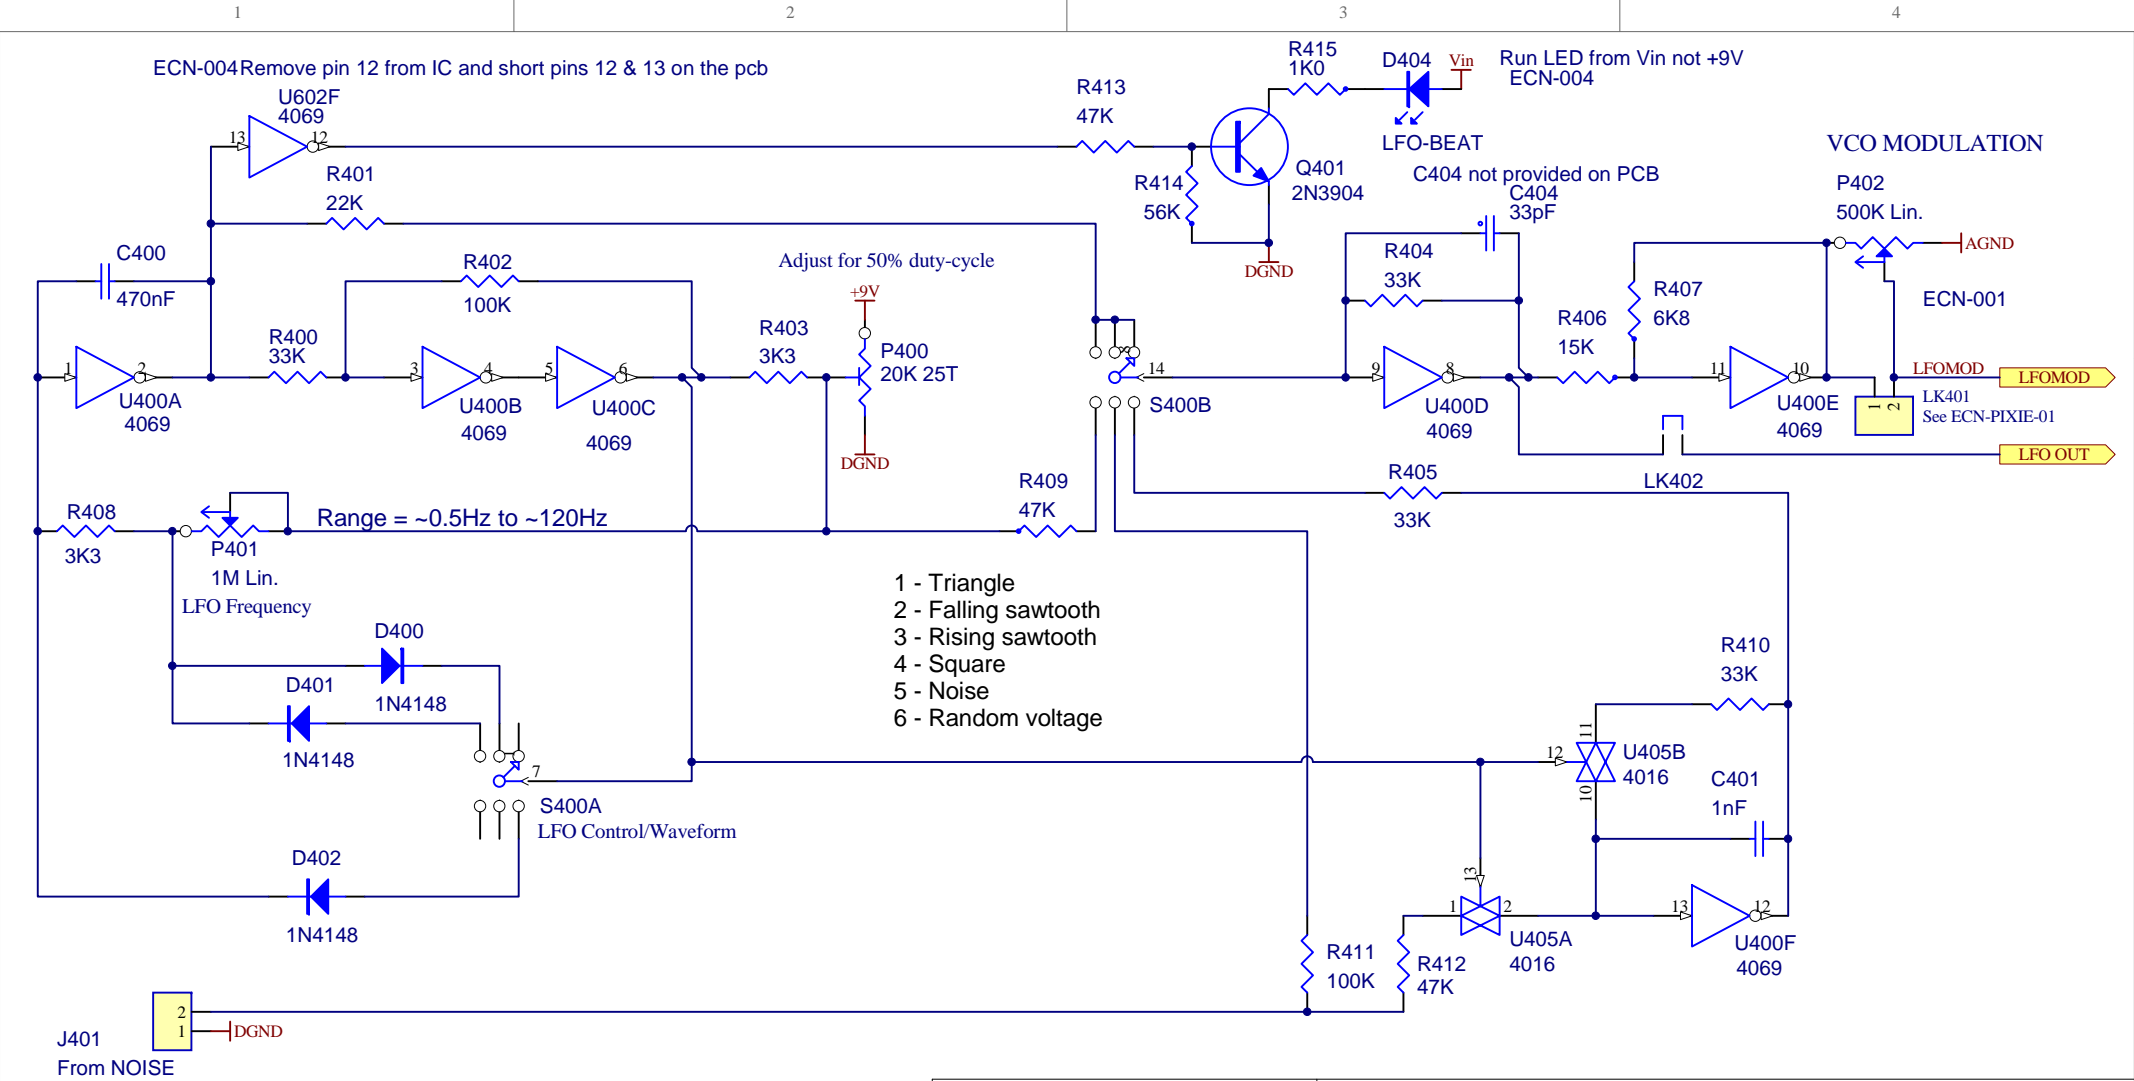 1 2 3 4
ECN-004Remove pin 12 from IC and short pins 12 & 13 on the pcb
U602F
4069
13
12
R413
47K
R415
1K0
D404
Vin
Run LED from Vin not +9V
ECN-004
LFO-BEAT
R414
56K
Q401
2N3904
DGND
C404 not provided on PCB
C404
33pF
VCO MODULATION
P402
500K Lin.
AGND
ECN-001
R401
22K
C400
470nF
R402
100K
Adjust for 50% duty-cycle
+9V
R400
33K
R403
3K3
P400
20K 25T
DGND
1
2
U400A
4069
3
4
U400B
4069
5
6
U400C
4069
14
S400B
R404
33K
9
8
U400D
4069
R406
15K
R407
6K8
11
10
U400E
4069
LFOMOD
LFOMOD
1
2
LK401
See ECN-PIXIE-01
LFO OUT
LK402
R405
33K
R408
3K3
P401
1M Lin.
LFO Frequency
Range = ~0.5Hz to ~120Hz
R409
47K
1 - Triangle
2 - Falling sawtooth
3 - Rising sawtooth
4 - Square
5 - Noise
6 - Random voltage
D400
1N4148
D401
1N4148
7
S400A
LFO Control/Waveform
D402
1N4148
R410
33K
11
12
10
U405B
4016
C401
1nF
13
1
2
U405A
4016
13
12
U400F
4069
R411
100K
R412
47K
2
1
DGND
J401
From NOISE